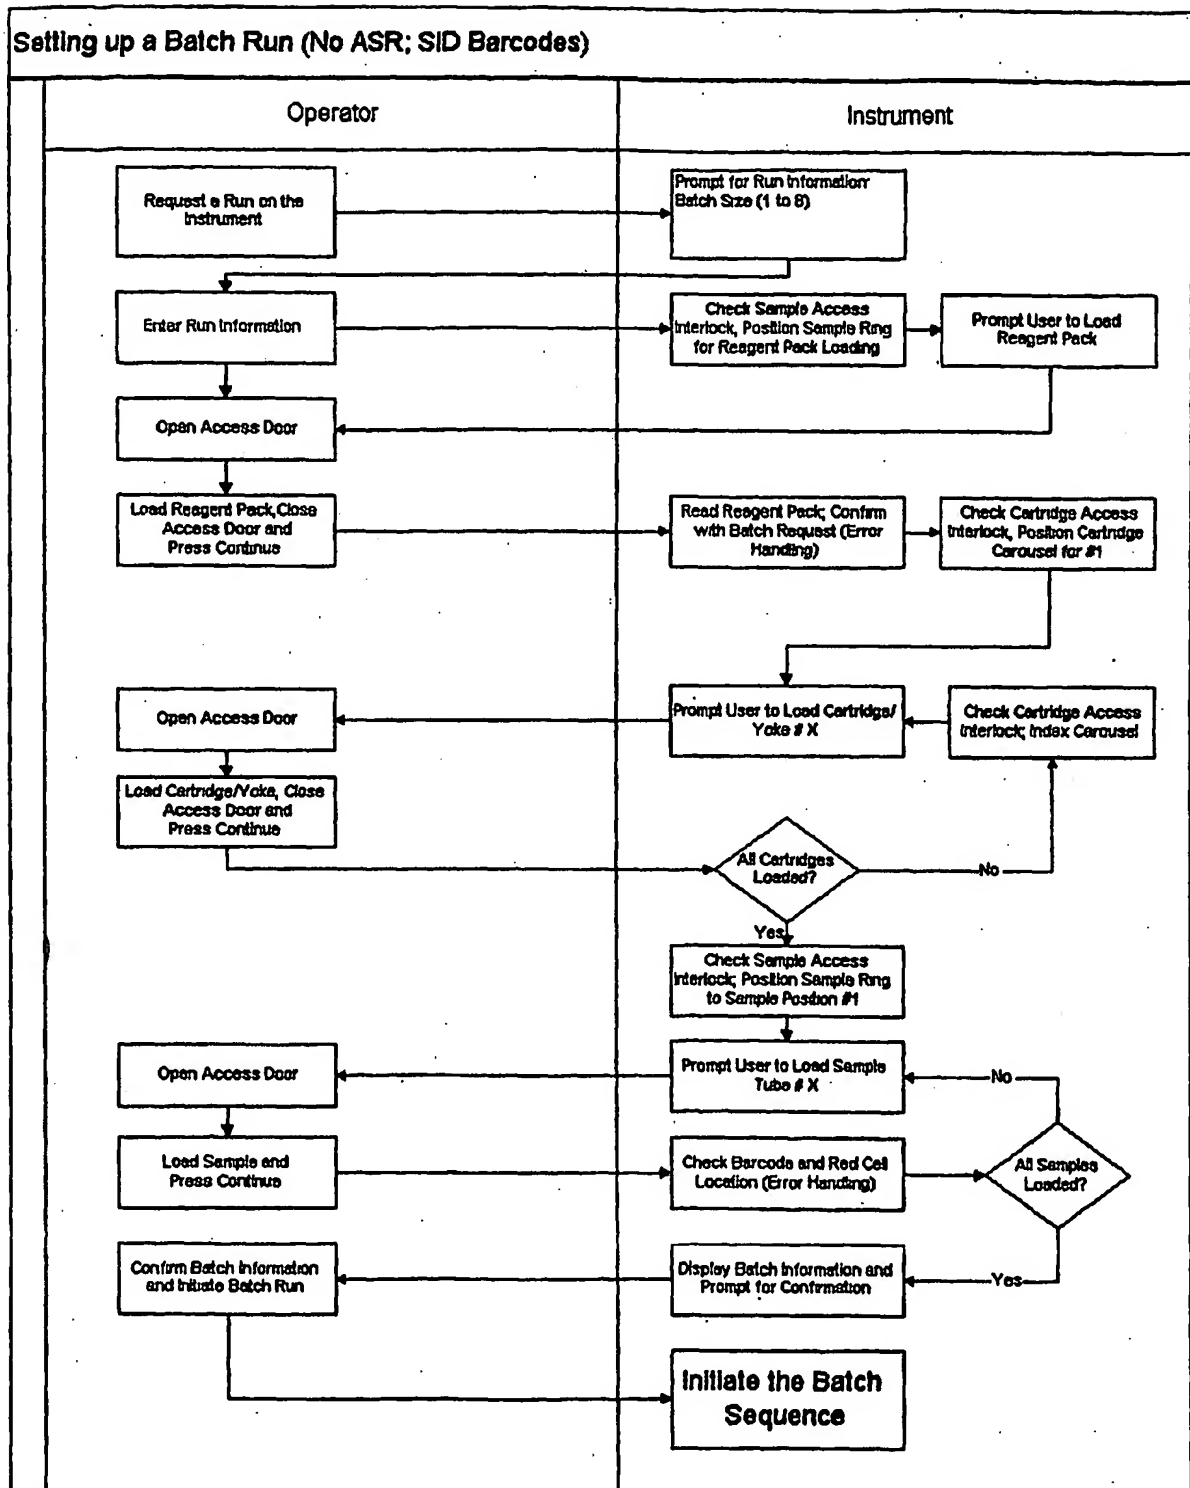 Setting up a Batch Run (No ASR; SID Barcodes)
Operator
Instrument
Request a Run on the
Instrument
Prompt for Run Information
Batch Size (1 to 8)
Enter Run Information
Check Sample Access
Interlock, Position Sample Ring
for Reagent Pack Loading
Prompt User to Load
Reagent Pack
Open Access Door
Load Reagent Pack, Close
Access Door and
Press Continue
Read Reagent Pack; Confirm
with Batch Request (Error
Handling)
Check Cartridge Access
Interlock, Position Cartridge
Carousel for #1
Open Access Door
Prompt User to Load Cartridge/
Yoke # X
Check Cartridge Access
Interlock; Index Carousel
Load Cartridge/Yoke, Close
Access Door and
Press Continue
All Cartridges
Loaded?
No
Yes
Check Sample Access
Interlock; Position Sample Ring
to Sample Position #1
Open Access Door
Prompt User to Load Sample
Tube # X
No
Load Sample and
Press Continue
Check Barcode and Red Cell
Location (Error Handling)
All Samples
Loaded?
Confirm Batch Information
and Initiate Batch Run
Display Batch Information and
Prompt for Confirmation
Yes
Initiate the Batch
Sequence